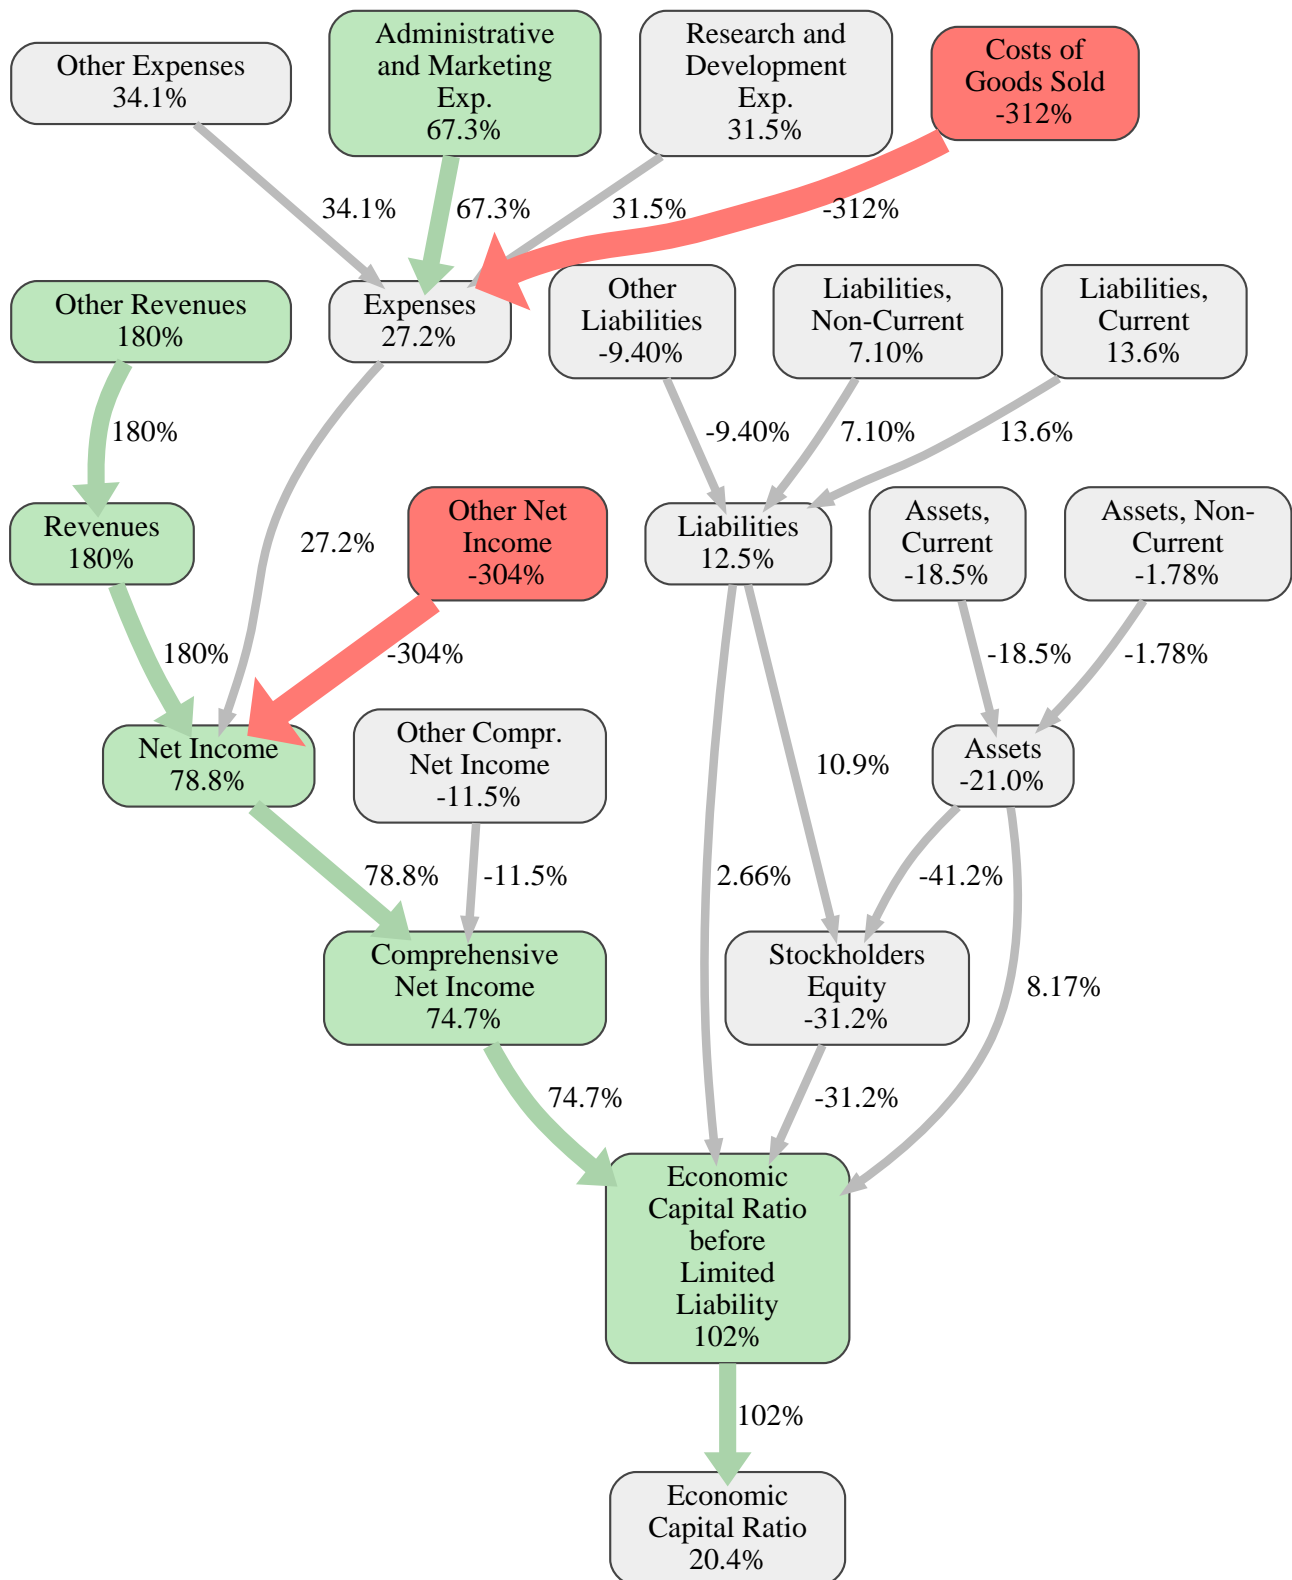 Other Expenses
34.1%
Administrative
and Marketing
Exp.
67.3%
Research and
Development
Exp.
31.5%
Costs of
Goods Sold
-312%
34.1%
67.3%
31.5%
-312%
Other Revenues
180%
Expenses
27.2%
Other
Liabilities
-9.40%
Liabilities,
Non-Current
7.10%
Liabilities,
Current
13.6%
180%
-9.40%
7.10%
13.6%
Revenues
180%
27.2%
Other Net
Income
-304%
Liabilities
12.5%
Assets,
Current
-18.5%
Assets, Non-
Current
-1.78%
180%
-304%
-18.5%
-1.78%
Net Income
78.8%
Other Compr.
Net Income
-11.5%
10.9%
Assets
-21.0%
78.8%
-11.5%
2.66%
-41.2%
Comprehensive
Net Income
74.7%
Stockholders
Equity
-31.2%
8.17%
74.7%
-31.2%
Economic
Capital Ratio
before
Limited
Liability
102%
102%
Economic
Capital Ratio
20.4%